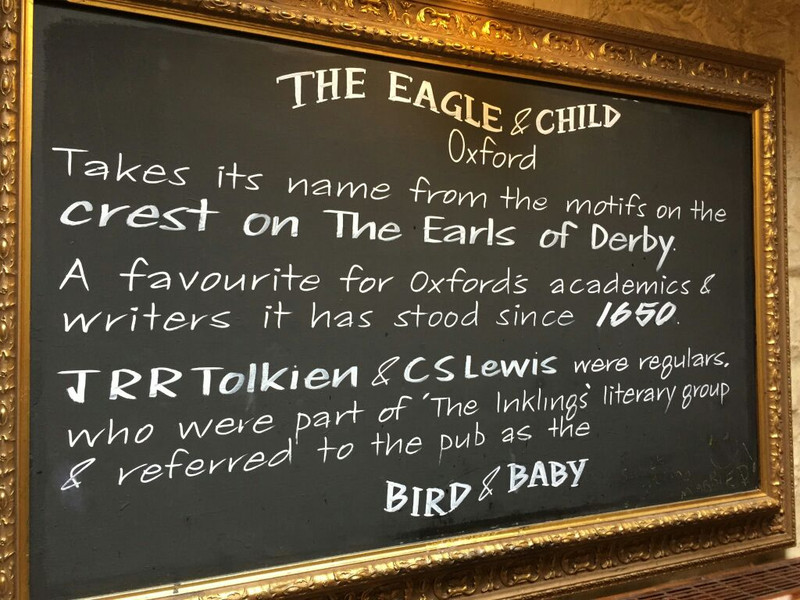 THE EAGLE & CHILD
Oxford
Takes its name from the motifs on the
crest on The Earls of Derby.
A favourite for Oxford's academics &
writers it has stood since 1650.
JRR Tolkien & CS Lewis were regulars.
who were part of 'The Inklings' literary group
& referred to the pub as the
BIRD & BABY